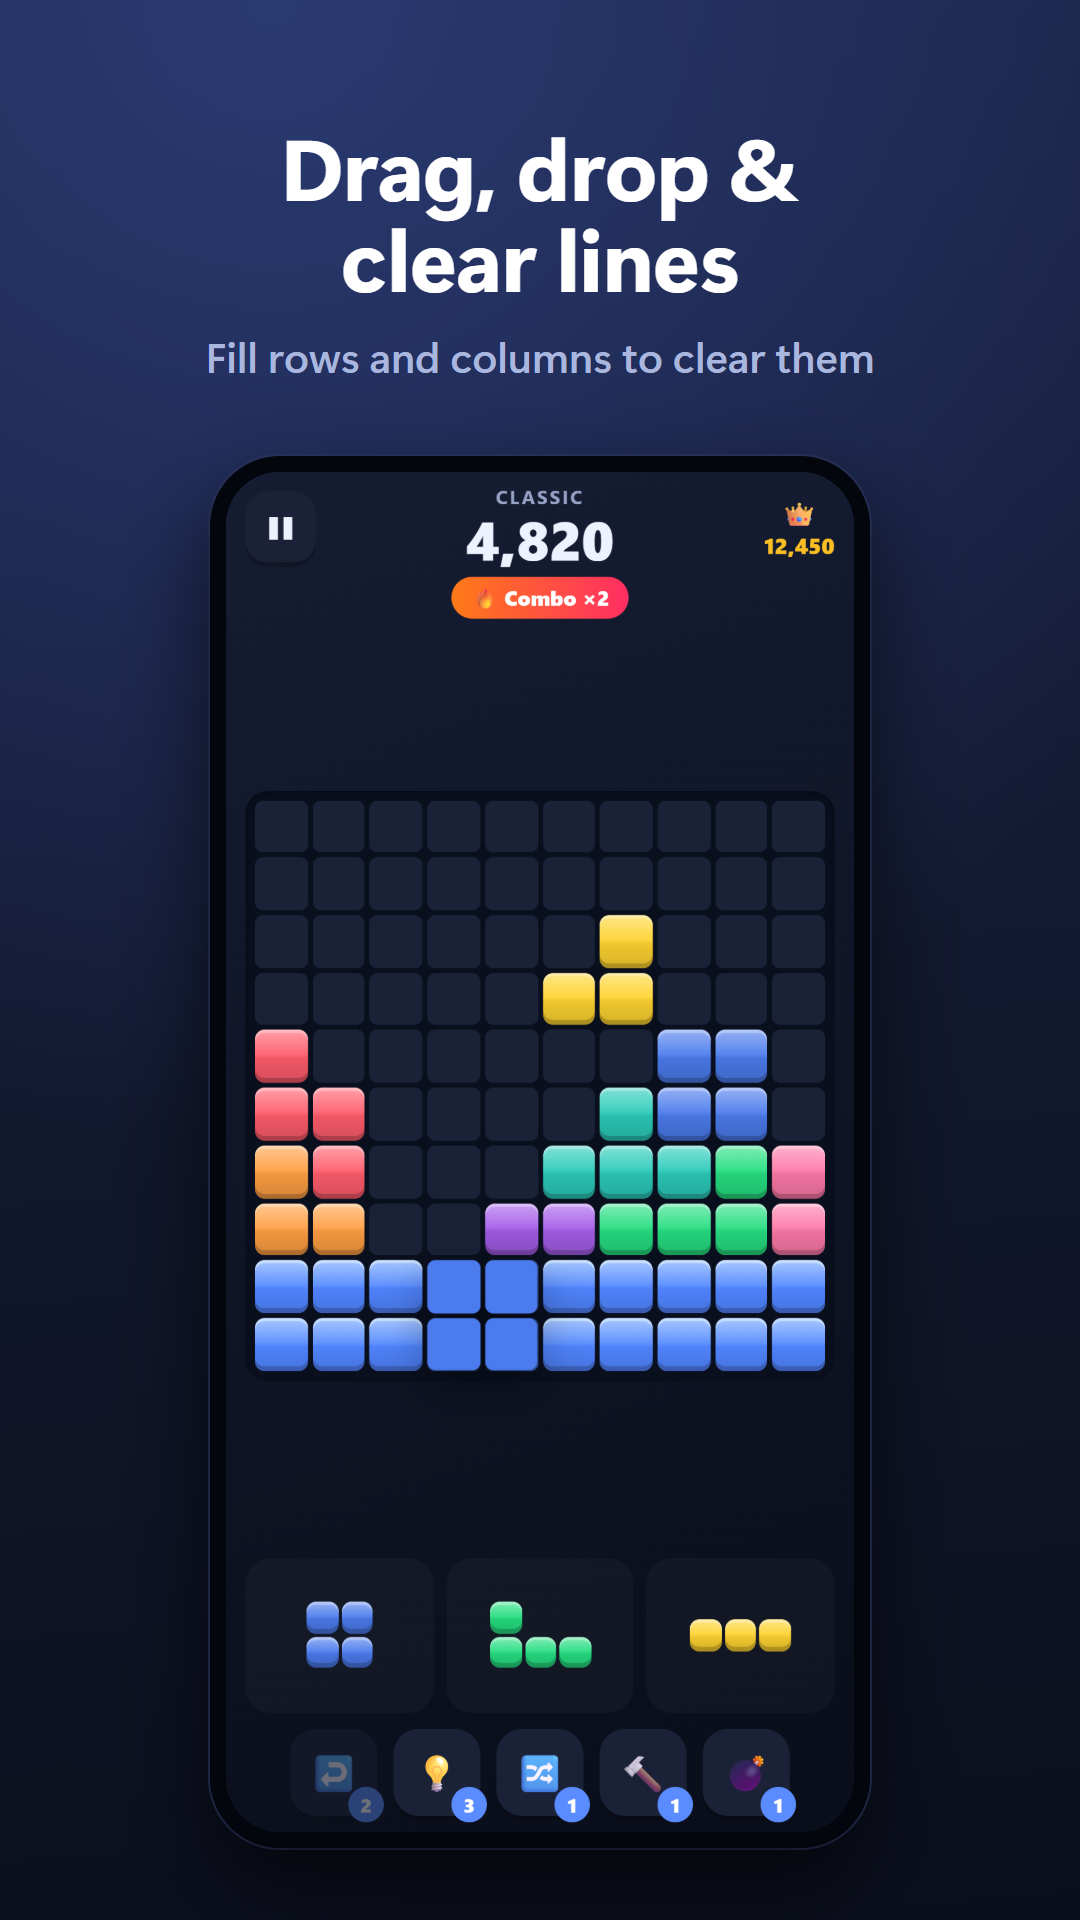 Drag, drop &
clear lines
Fill rows and columns to clear them
CLASSIC
4,820
12,450
Combo ×2
2
3
1
1
1